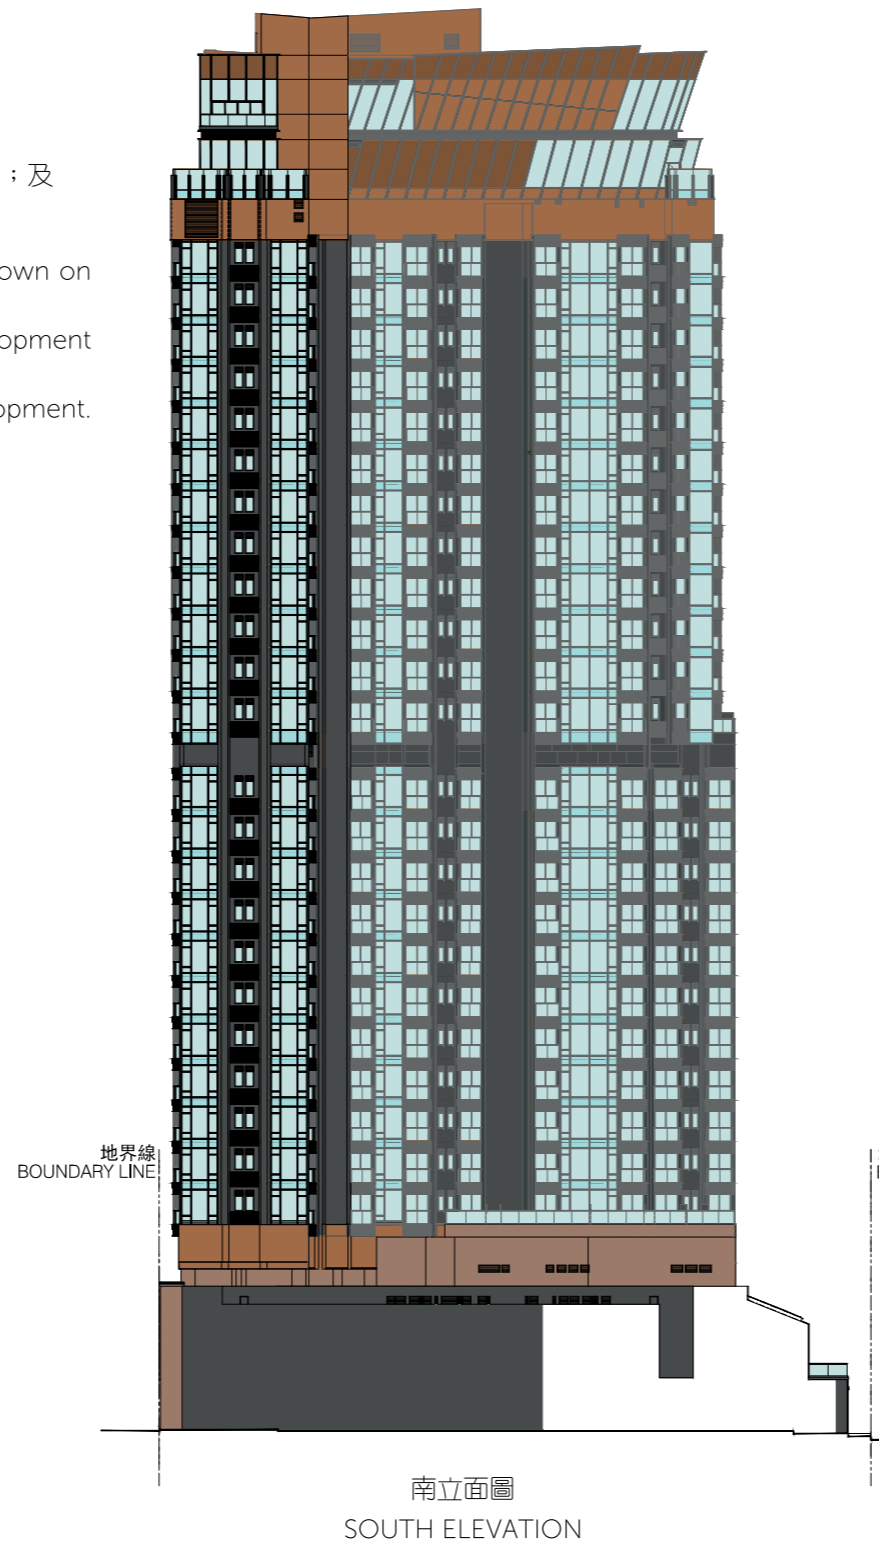 ；及
own on
opment
opment.
地界線
BOUNDARY LINE
南立面圖
SOUTH ELEVATION